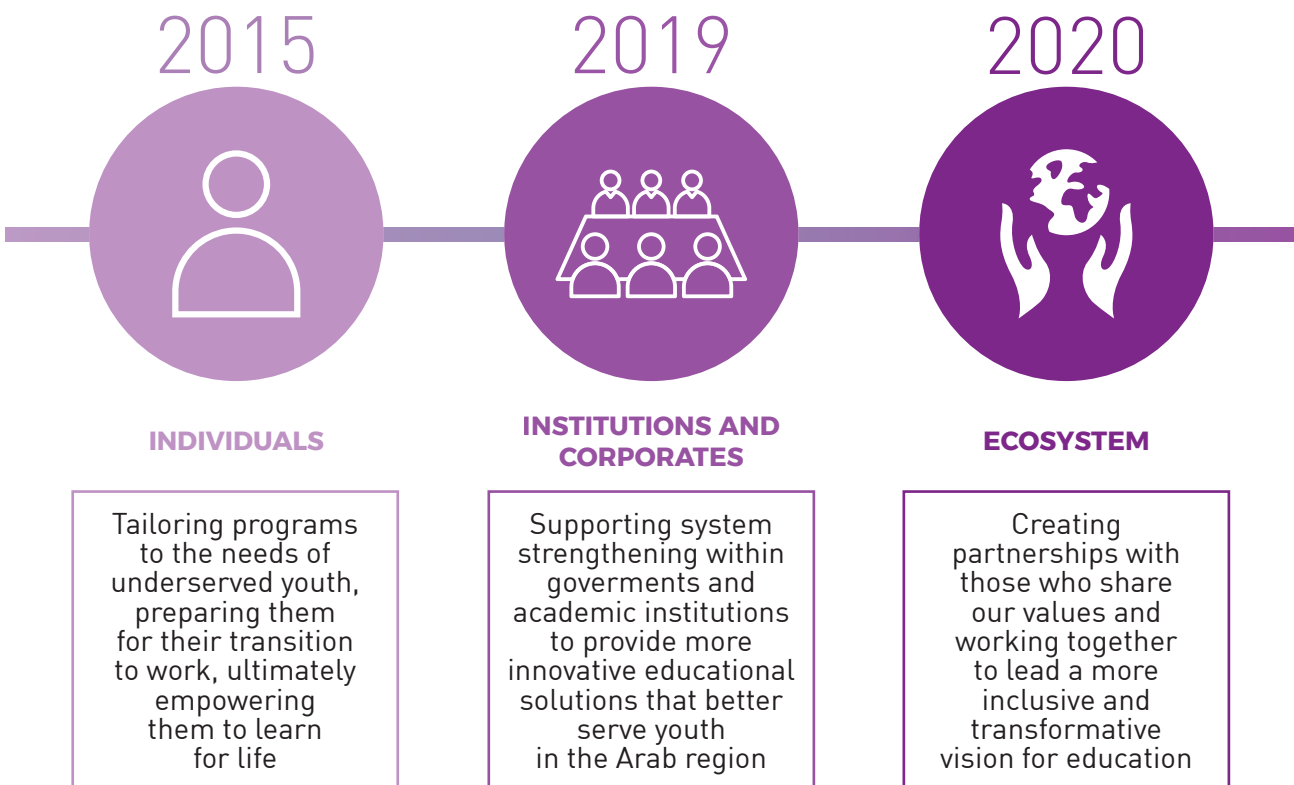 2015
INDIVIDUALS
Tailoring programs
to the needs of
underserved youth,
preparing them
for their transition
to work, ultimately
empowering
them to learn
for life
2019
INSTITUTIONS AND
CORPORATES
Supporting system
strengthening within
goverments and
academic institutions
to provide more
innovative educational
solutions that better
serve youth
in the Arab region
2020
ECOSYSTEM
Creating
partnerships with
those who share
our values and
working together
to lead a more
inclusive and
transformative
vision for education